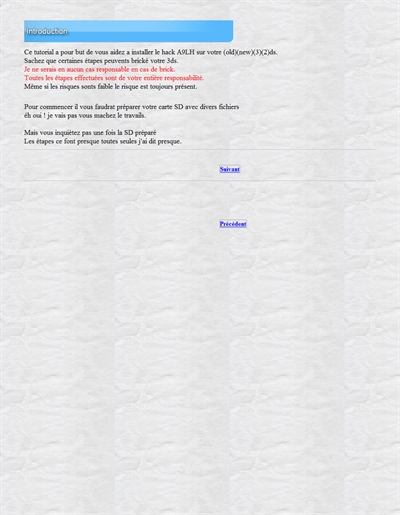 Introduction
Ce tutorial a pour but de vous aidez a installer le hack A9LH sur votre (old)(new)(3)(2)ds.
Sachez que certaines étapes peuvents brické votre 3ds.
Je ne serais en aucun cas responsable en cas de brick.
Toutes les étapes effectuées sont de votre entière responsabilité.
Même si les risques sonts faible le risque est toujours présent.
Pour commencer il vous faudrat préparer votre carte SD avec divers fichiers
éh oui ! je vais pas vous machez le travails.
Mais vous inquiètez pas une fois la SD préparé
Les étapes ce font presque toutes seules j'ai dit presque.
Suivant
Précédent